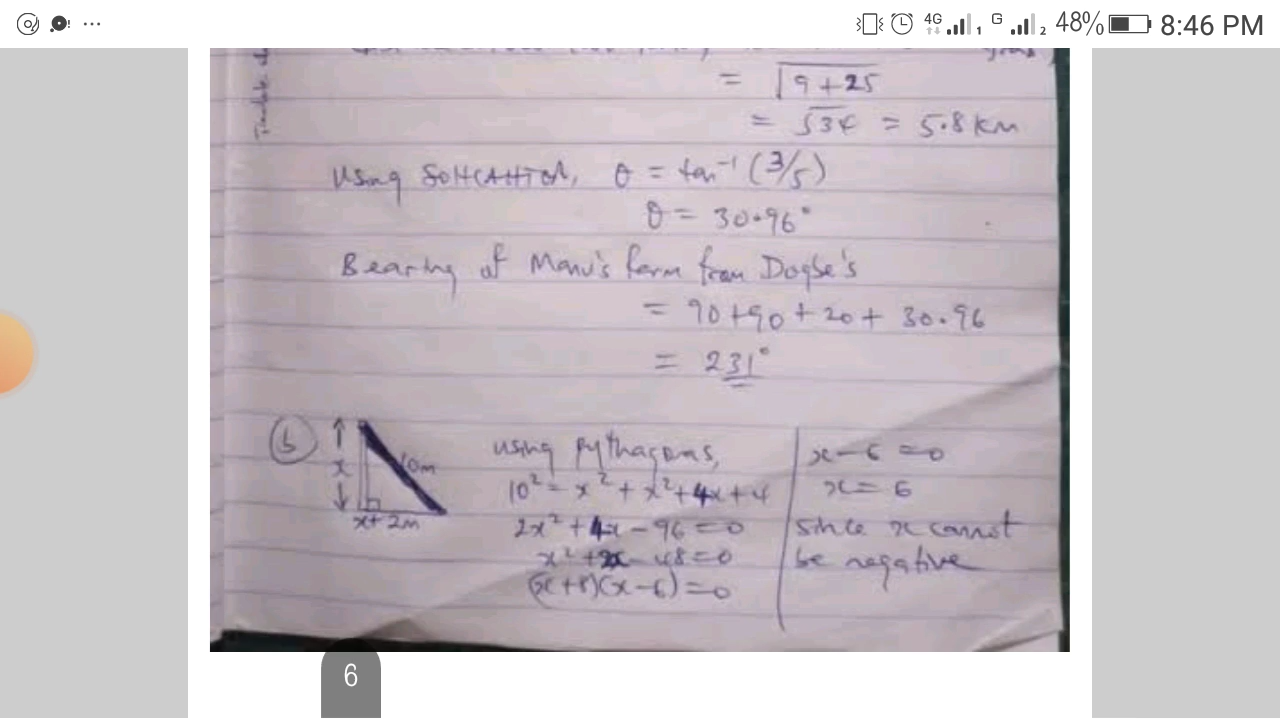 4G 1 G 2 48% 8:46 PM
= √9+25
= √34 = 5.8 km
Using SOHCAHTOA, θ = tan⁻¹ (3/5)
θ = 30.96°
Bearing of Manu's farm from Dogbe's
= 90+90+20+ 30.96
= 231°
b
x
10m
x+2m
using pythagoras,
10² = x² + x² + 4x + 4
2x² + 4x - 96 = 0
x² + 2x - 48 = 0
(x+8)(x-6) = 0
x - 6 = 0
x = 6
since x cannot
be negative
6